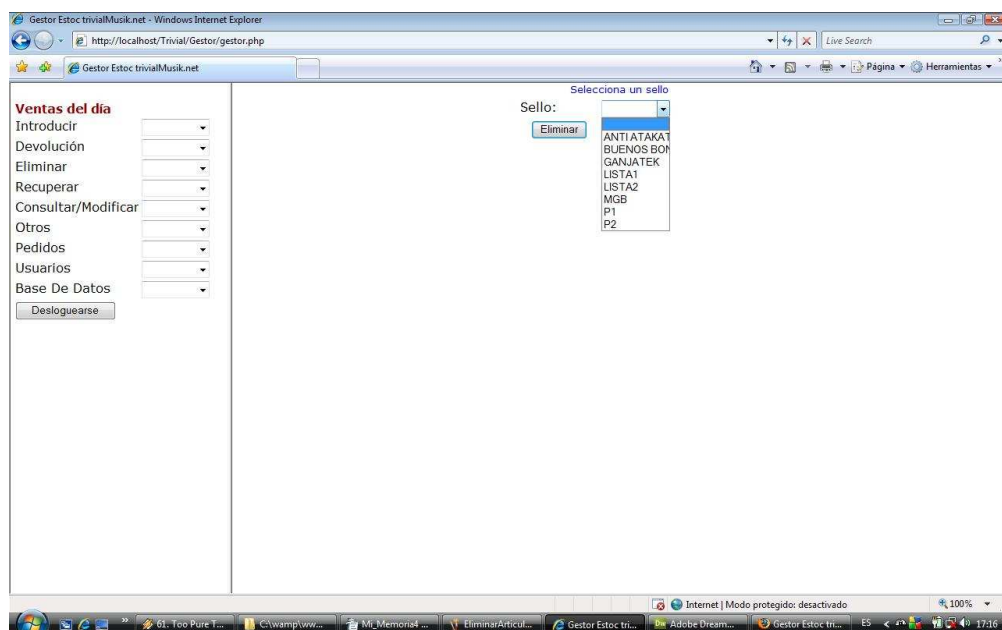 Gestor Estoc trivialMusik.net - Windows Internet Explorer
http://localhost/Trivial/Gestor/gestor.php
Live Search
Gestor Estoc trivialMusik.net
Página
Herramientas
Selecciona un sello
Sello:
Eliminar
ANTI ATAKAT
BUENOS BON
GANJATEK
LISTA1
LISTA2
MGB
P1
P2
Ventas del día
Introducir
Devolución
Eliminar
Recuperar
Consultar/Modificar
Otros
Pedidos
Usuarios
Base De Datos
Desloguearse
Internet | Modo protegido: desactivado
100%
61. Too Pure T...
C:\wamp\ww...
Mi_Memoria4 ...
EliminarArticul...
Gestor Estoc tri...
Adobe Dream...
Gestor Estoc tri...
ES
17:16